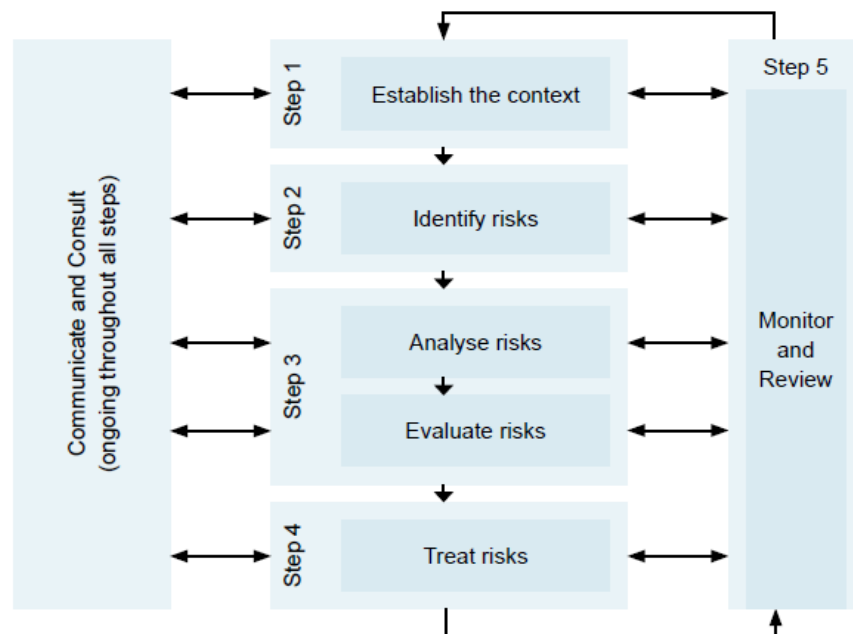 Communicate and Consult
(ongoing throughout all steps)
Step 1
Establish the context
Step 2
Identify risks
Step 3
Analyse risks
Evaluate risks
Step 4
Treat risks
Step 5
Monitor
and
Review